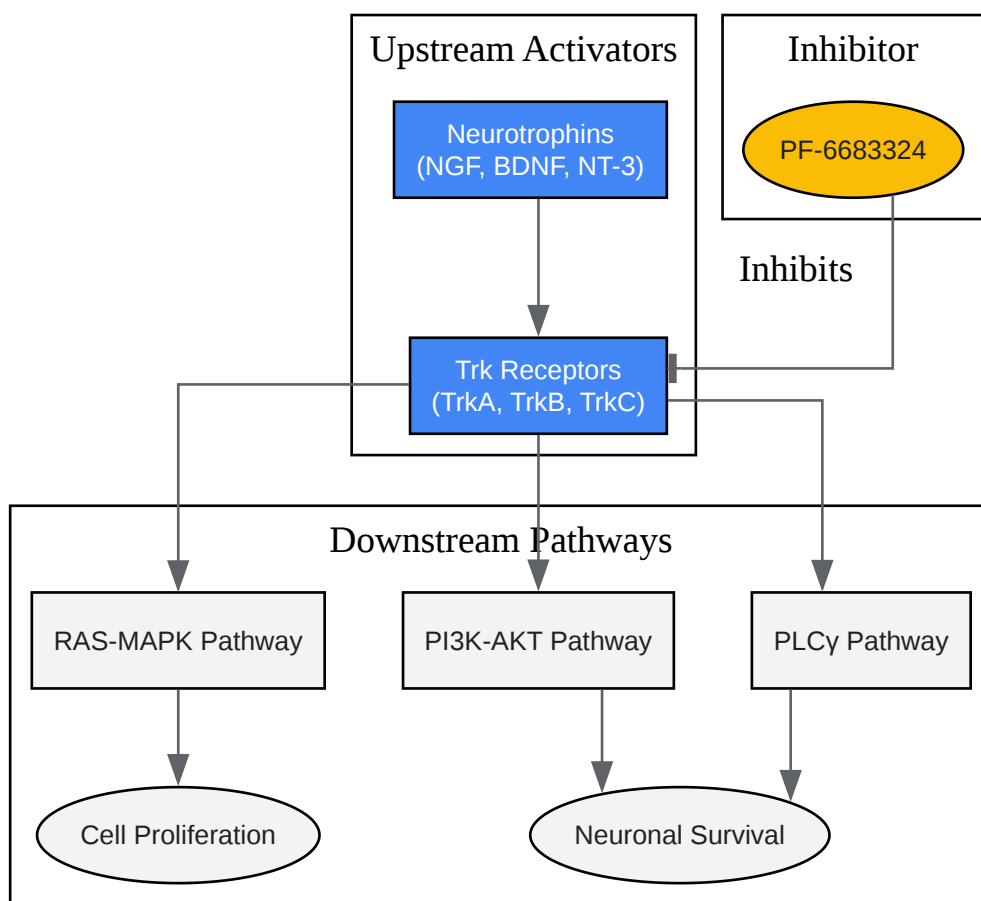 Upstream Activators
Inhibitor
Neurotrophins
(NGF, BDNF, NT-3)
PF-6683324
Inhibits
Trk Receptors
(TrkA, TrkB, TrkC)
Downstream Pathways
RAS-MAPK Pathway
PI3K-AKT Pathway
PLCγ Pathway
Cell Proliferation
Neuronal Survival